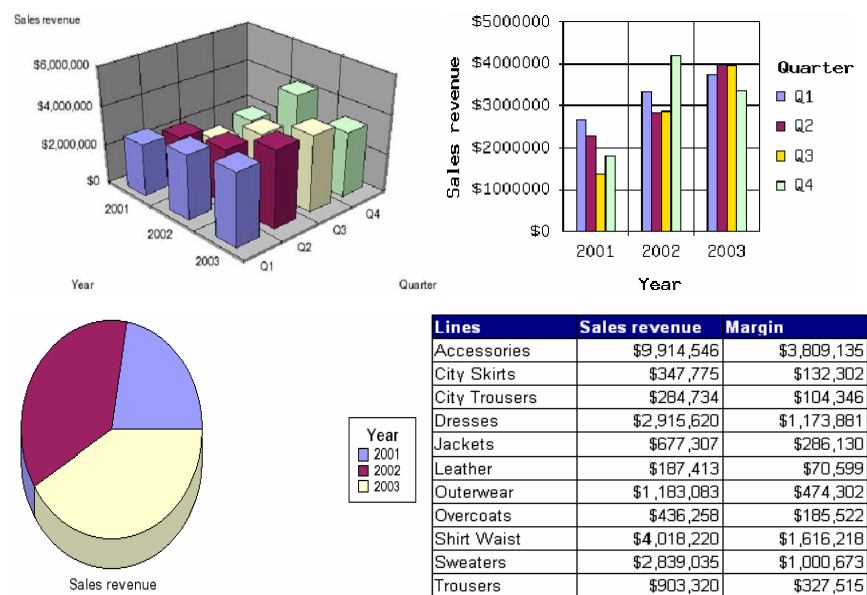 Sales revenue
$6,000,000
$4,000,000
$2,000,000
$0
2001
2002
2003
Q1
Q2
Q3
Q4
Year
Quarter
$5000000
$4000000
$3000000
$2000000
$1000000
$0
Sales revenue
2001 2002 2003
Year
Quarter
Q1
Q2
Q3
Q4
Year
2001
2002
2003
Sales revenue
Lines Sales revenue Margin
Accessories $9,914,546 $3,809,135
City Skirts $347,775 $132,302
City Trousers $284,734 $104,346
Dresses $2,915,620 $1,173,881
Jackets $677,307 $286,130
Leather $187,413 $70,599
Outerwear $1,183,083 $474,302
Overcoats $436,258 $185,522
Shirt Waist $4,018,220 $1,616,218
Sweaters $2,839,035 $1,000,673
Trousers $903,320 $327,515